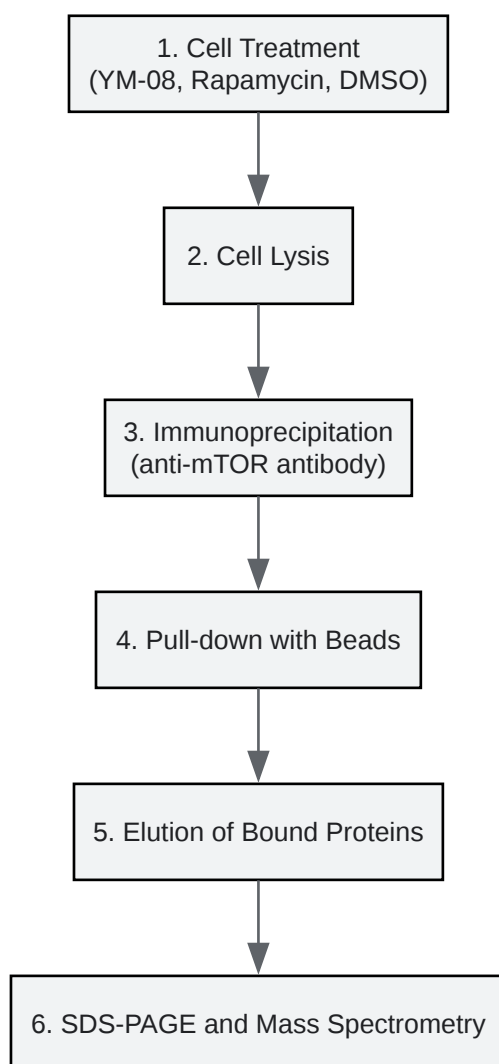 1. Cell Treatment
(YM-08, Rapamycin, DMSO)
2. Cell Lysis
3. Immunoprecipitation
(anti-mTOR antibody)
4. Pull-down with Beads
5. Elution of Bound Proteins
6. SDS-PAGE and Mass Spectrometry